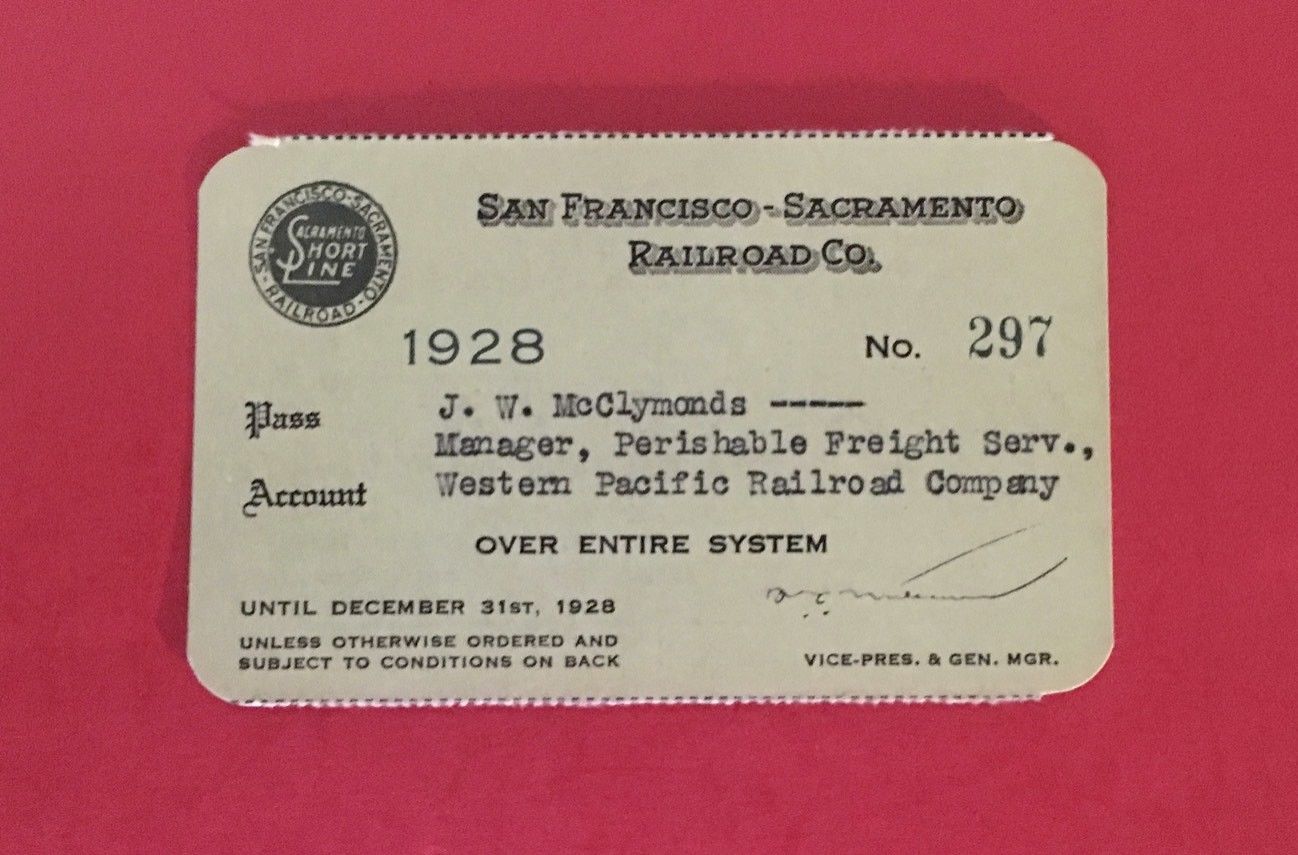 SAN FRANCISCO-SACRAMENTO
RAILROAD
SACRAMENTO
SHORT
LINE
SAN FRANCISCO - SACRAMENTO
RAILROAD CO.
1928
No. 297
Pass
J. W. McClymonds -----
Manager, Perishable Freight Serv.,
Account
Western Pacific Railroad Company
OVER ENTIRE SYSTEM
UNTIL DECEMBER 31ST, 1928
UNLESS OTHERWISE ORDERED AND
SUBJECT TO CONDITIONS ON BACK
VICE-PRES. & GEN. MGR.